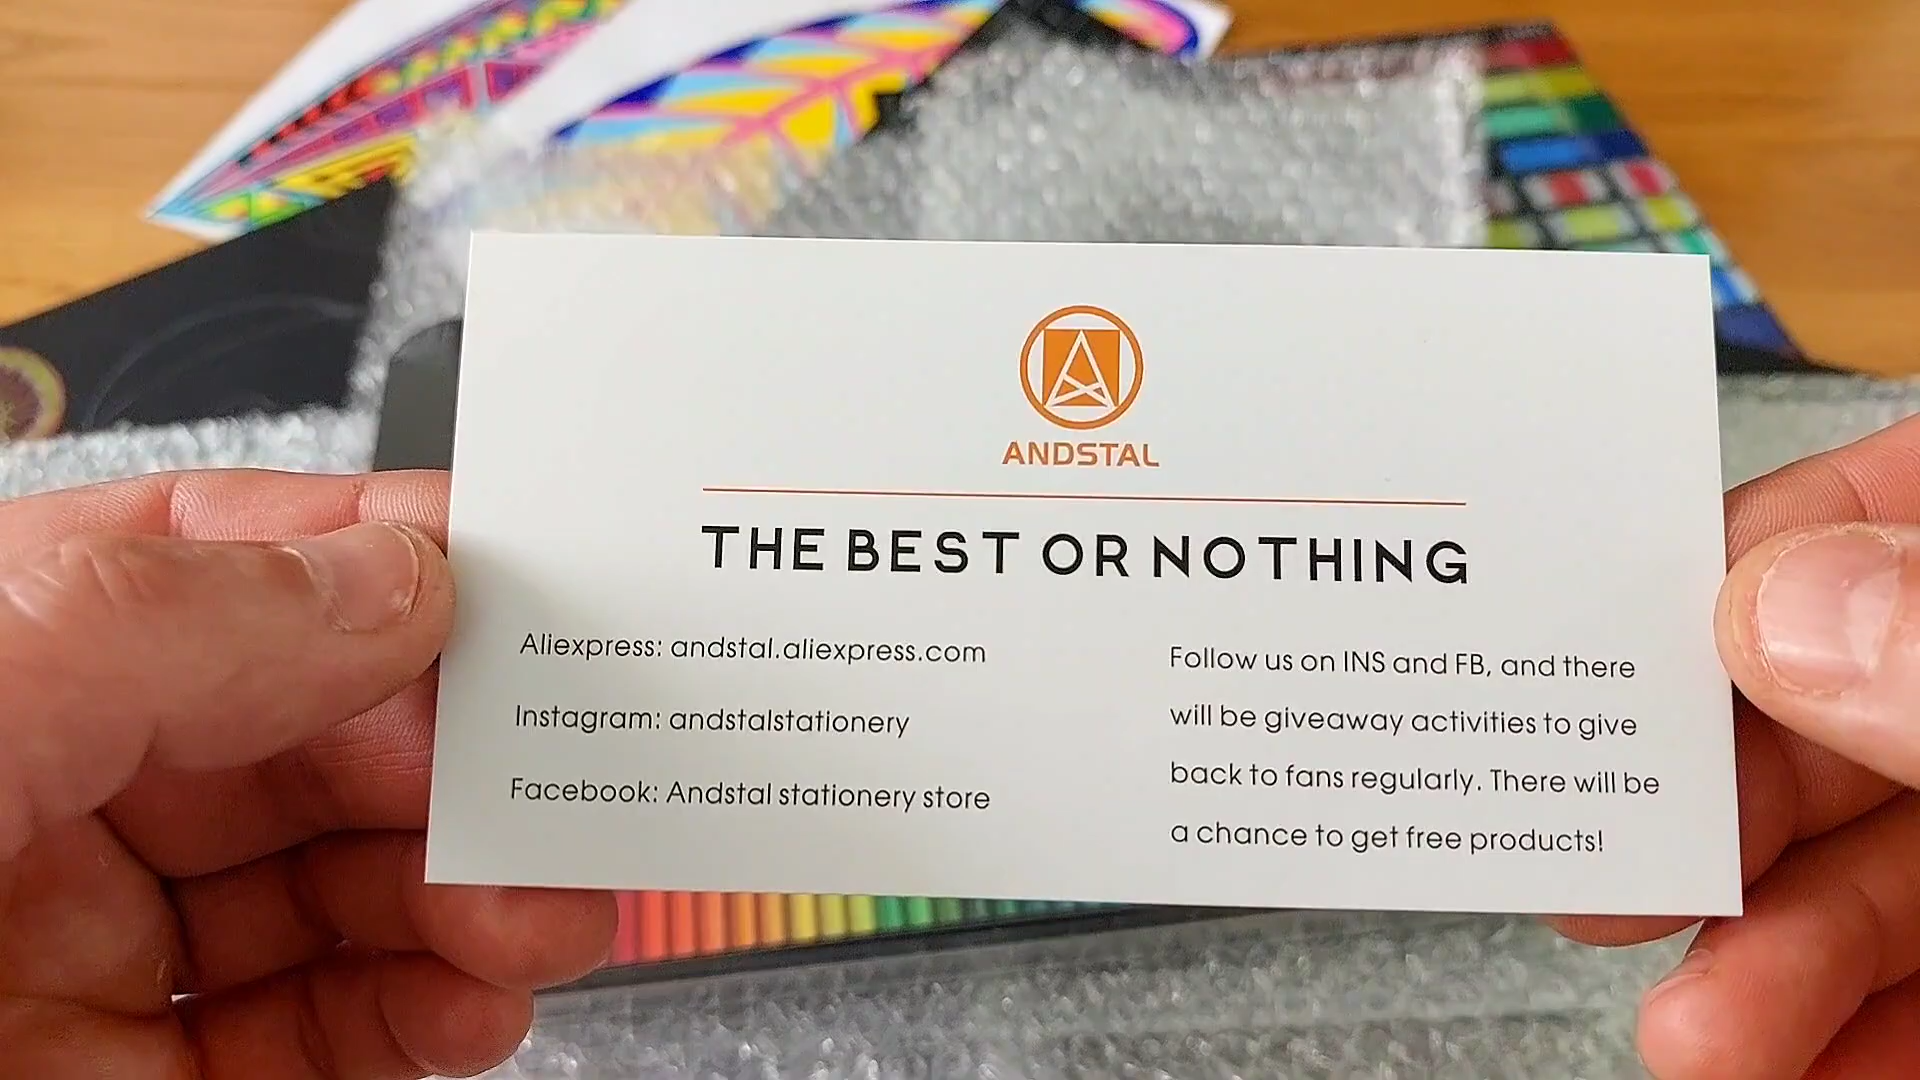 ANDSTAL
THE BEST OR NOTHING
Aliexpress: andstal.aliexpress.com
Instagram: andstalstationery
Facebook: Andstal stationery store
Follow us on INS and FB, and there
will be giveaway activities to give
back to fans regularly. There will be
a chance to get free products!